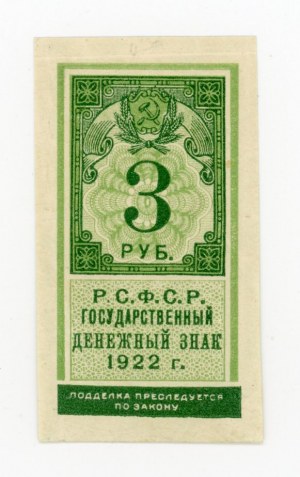 3
РУБ.
Р.С.Ф.С.Р.
ГОСУДАРСТВЕННЫЙ
ДЕНЕЖНЫЙ ЗНАК
1922 г.
ПОДДЕЛКА ПРЕСЛЕДУЕТСЯ
ПО ЗАКОНУ